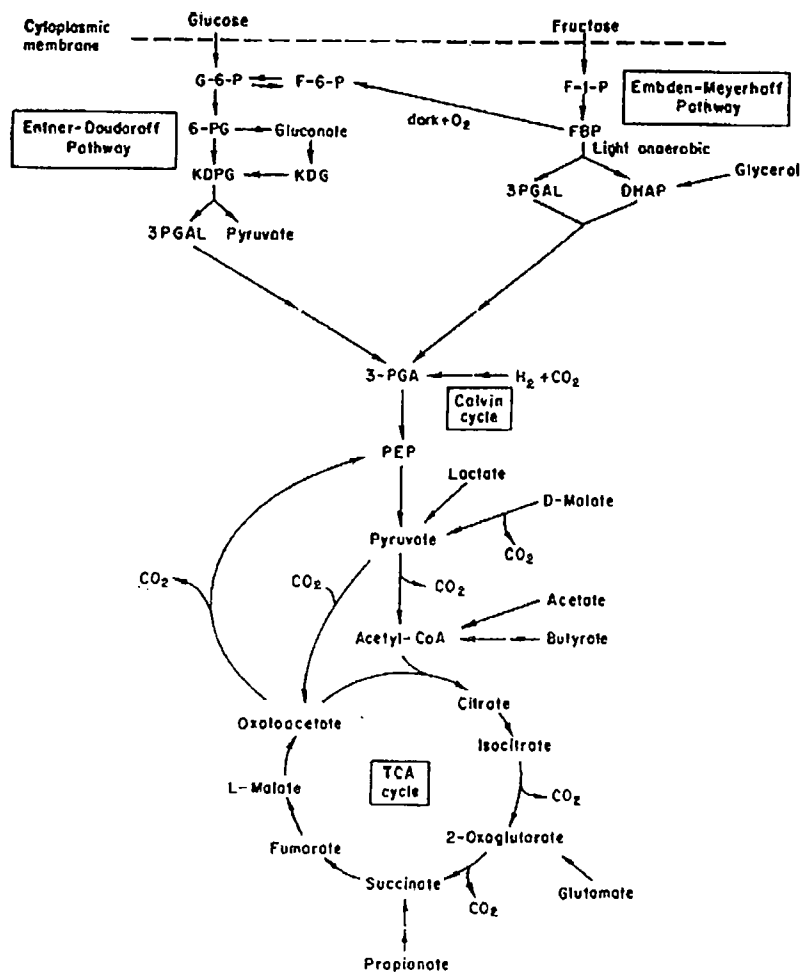 Glucose
Fructose
Cytoplasmic
membrane
G-6-P
F-6-P
F-1-P
Embden-Meyerhoff
Pathway
Entner-Doudoroff
Pathway
6-PG
Gluconate
dark+O₂
FBP
Light anaerobic
KDPG
KDG
3PGAL
DHAP
Glycerol
3PGAL
Pyruvate
3-PGA
H₂ +CO₂
Calvin
cycle
PEP
Lactate
D-Malate
Pyruvate
CO₂
CO₂
CO₂
CO₂
Acetate
Acetyl-CoA
Butyrate
Citrate
Oxaloacetate
Isocitrate
TCA
cycle
L-Malate
CO₂
2-Oxoglutarate
Fumarate
Succinate
Glutamate
CO₂
Propionate